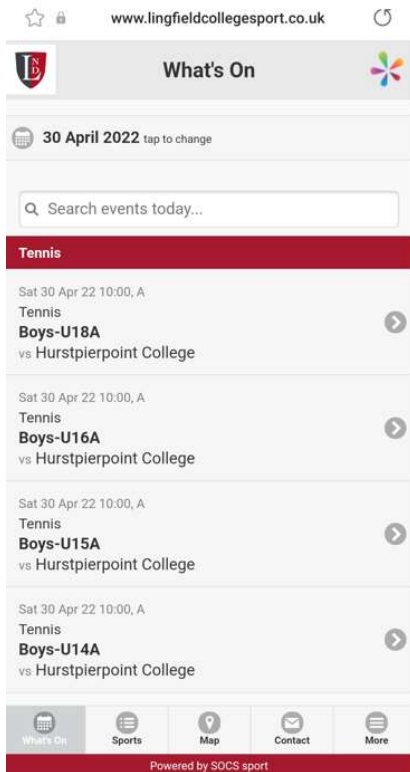 www.lingfieldcollegesport.co.uk
L N D
What's On
30 April 2022 tap to change
Search events today...
Tennis
Sat 30 Apr 22 10:00, A
Tennis
Boys-U18A
vs Hurstpierpoint College
Sat 30 Apr 22 10:00, A
Tennis
Boys-U16A
vs Hurstpierpoint College
Sat 30 Apr 22 10:00, A
Tennis
Boys-U15A
vs Hurstpierpoint College
Sat 30 Apr 22 10:00, A
Tennis
Boys-U14A
vs Hurstpierpoint College
What's On Sports Map Contact More
Powered by SOCS sport